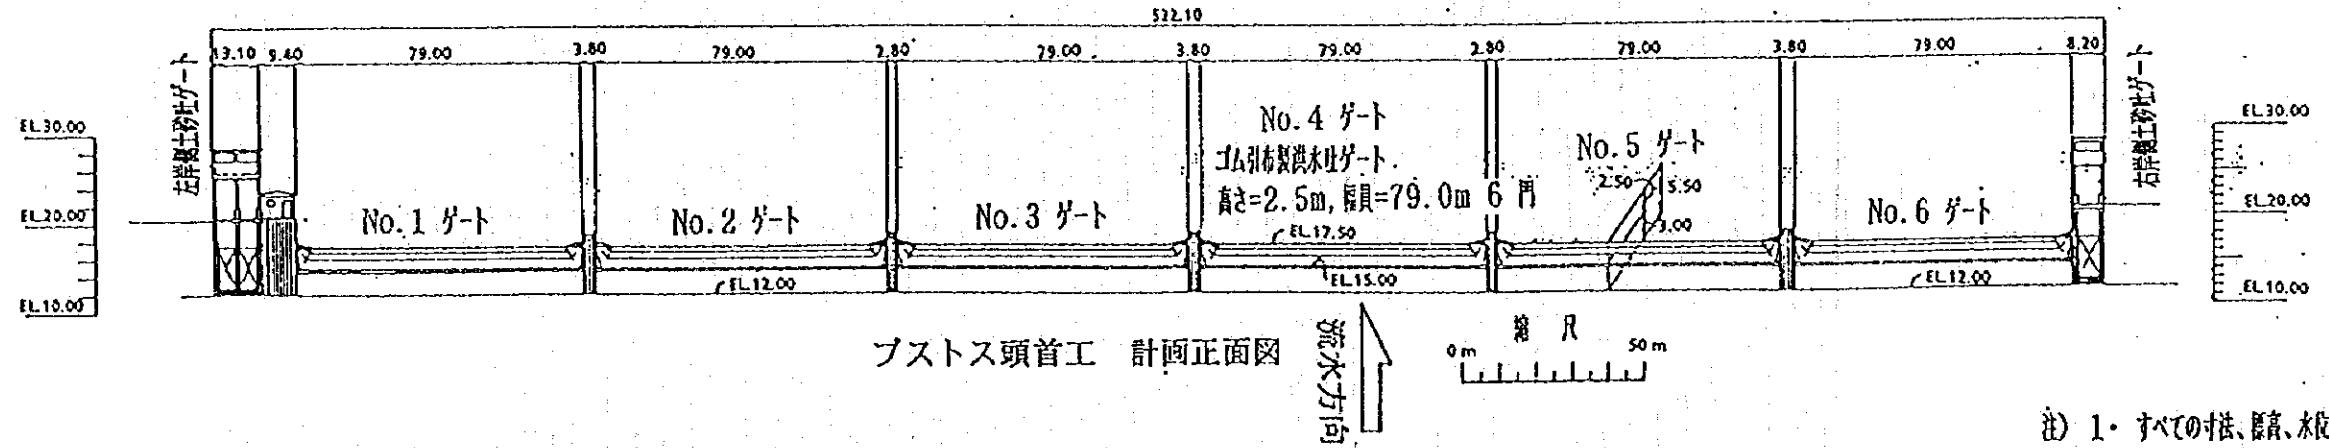 522.10
13.10 9.40 79.00 3.80 79.00 2.80 79.00 3.80 79.00 2.80 79.00 3.80 79.00 8.20
左岸側土砂吐ゲート
右岸側土砂吐ゲート
EL.30.00
EL.20.00
EL.10.00
No.1 ゲート
No.2 ゲート
No.3 ゲート
No.4 ゲート
ゴム引布製洪水吐ゲート
高さ=2.5m, 幅員=79.0m 6 門
No.5 ゲート
2.50
5.50
3.00
No.6 ゲート
EL.17.50
EL.12.00
EL.15.00
EL.12.00
EL.30.00
EL.20.00
EL.10.00
ブストス頭首工 計画正面図
流水方向
縮 尺
0 m 50 m
注) 1. すべての寸法、標高、水位